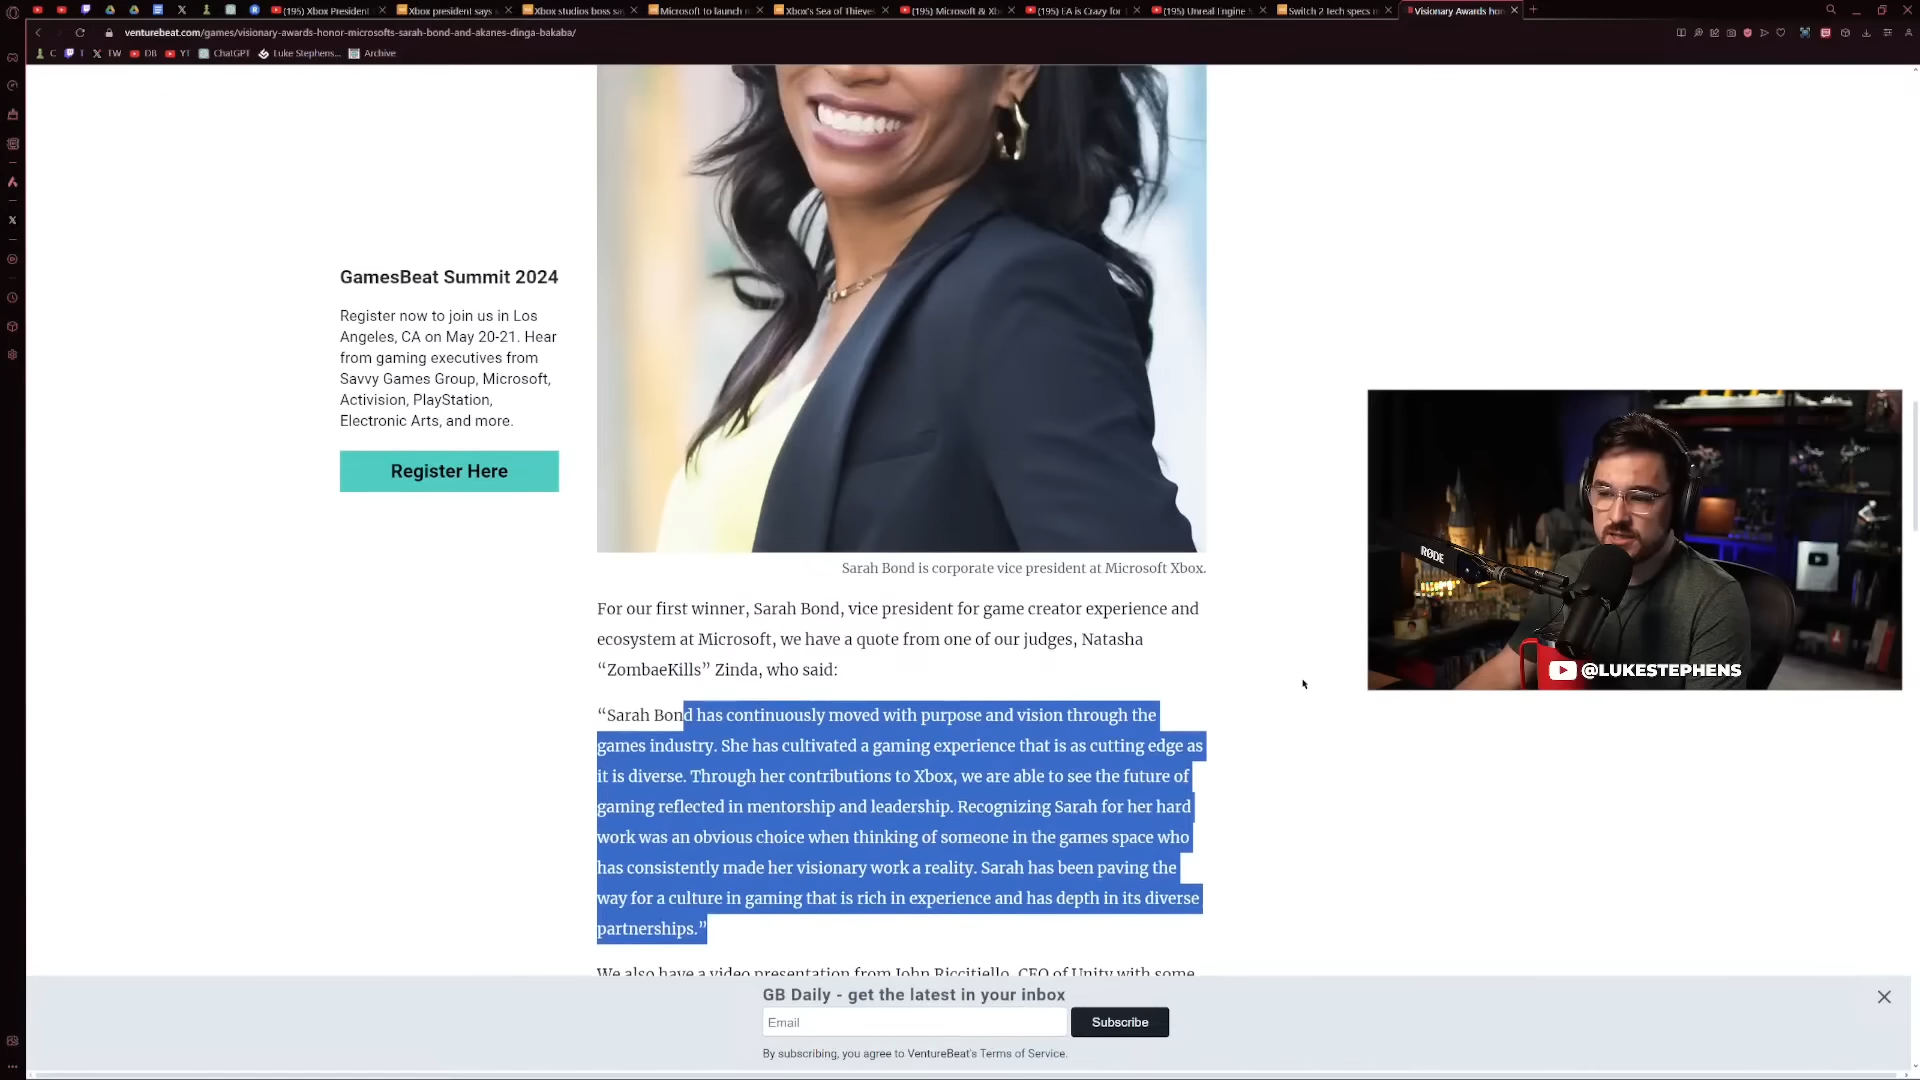 (195) Xbox President
Xbox president says
Xbox studios boss sa
Microsoft to launch
Xbox's Sea of Thieve
(195) Microsoft & Xb
(195) EA is Crazy for
(195) Unreal Engine
Switch 2 tech specs
Visionary Awards hon
venturebeat.com/games/visionary-awards-honor-microsofts-sarah-bond-and-akanes-dinga-bakaba/
C
T
TW
DB
YT
ChatGPT
Luke Stephens...
Archive
GamesBeat Summit 2024
Register now to join us in Los
Angeles, CA on May 20-21. Hear
from gaming executives from
Savvy Games Group, Microsoft,
Activision, PlayStation,
Electronic Arts, and more.
Register Here
Sarah Bond is corporate vice president at Microsoft Xbox.
For our first winner, Sarah Bond, vice president for game creator experience and
ecosystem at Microsoft, we have a quote from one of our judges, Natasha
“ZombaeKills” Zinda, who said:
“Sarah Bond has continuously moved with purpose and vision through the
games industry. She has cultivated a gaming experience that is as cutting edge as
it is diverse. Through her contributions to Xbox, we are able to see the future of
gaming reflected in mentorship and leadership. Recognizing Sarah for her hard
work was an obvious choice when thinking of someone in the games space who
has consistently made her visionary work a reality. Sarah has been paving the
way for a culture in gaming that is rich in experience and has depth in its diverse
partnerships.”
We also have a video presentation from John Riccitiello, CEO of Unity with some
RØDE
@LUKESTEPHENS
GB Daily - get the latest in your inbox
Email
Subscribe
By subscribing, you agree to VentureBeat's Terms of Service.